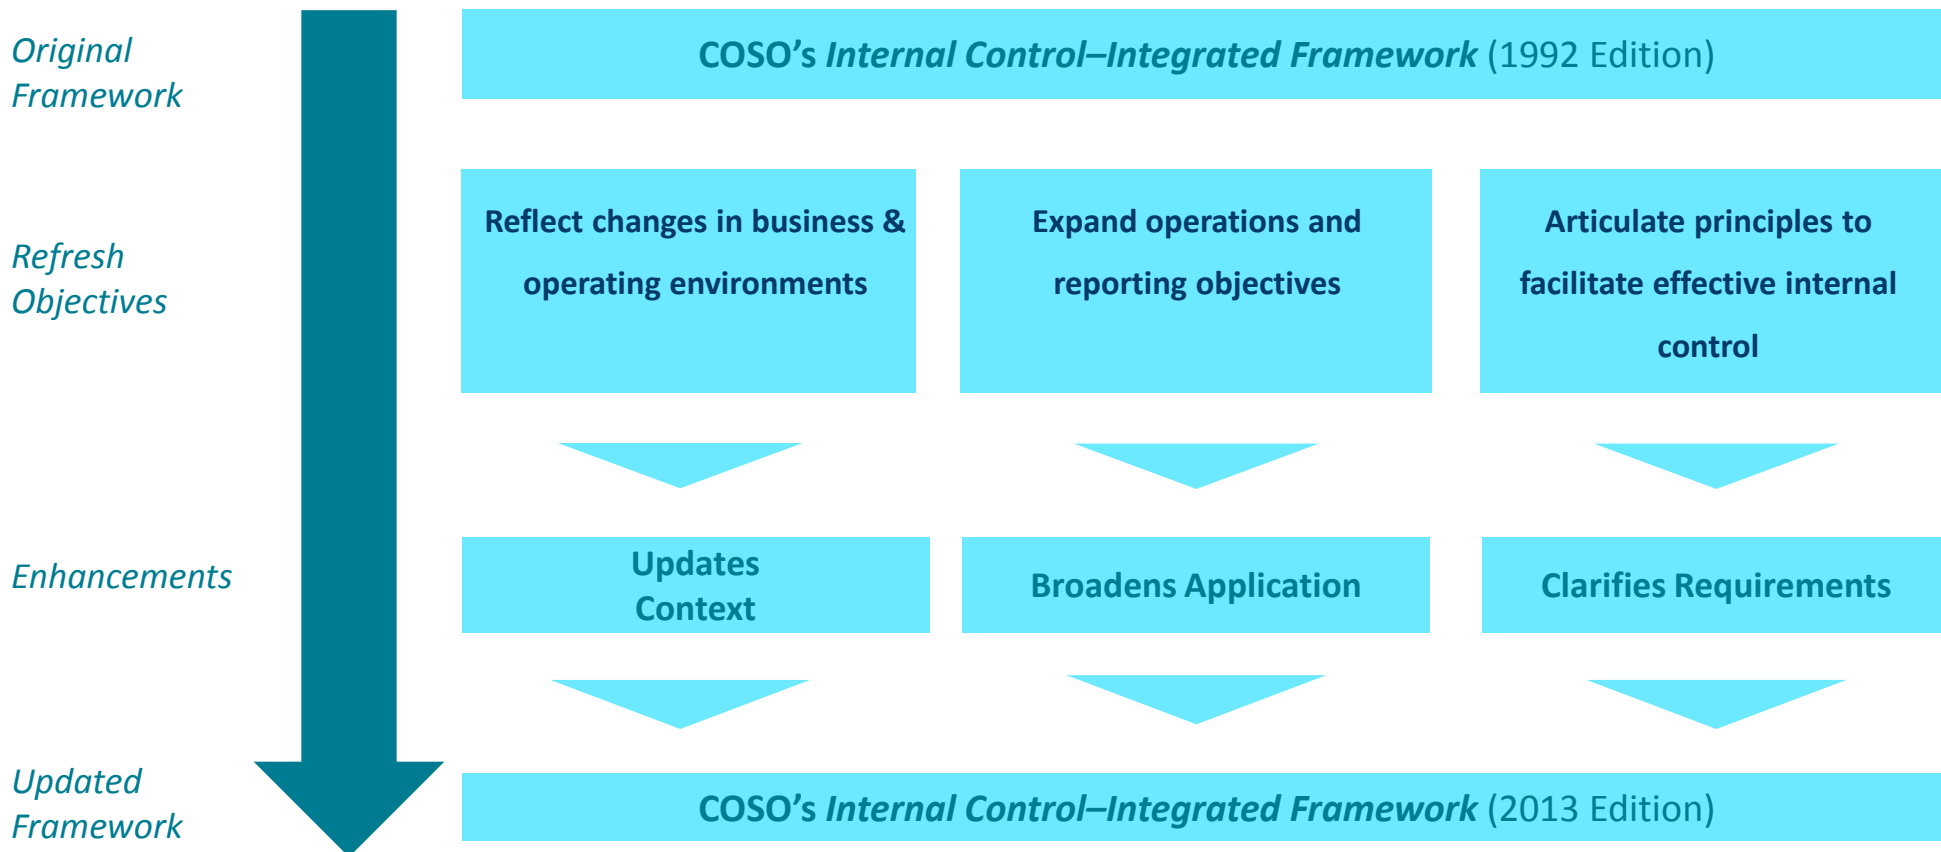 Original
Framework
COSO’s Internal Control–Integrated Framework (1992 Edition)
Refresh
Objectives
Reflect changes in business &
operating environments
Expand operations and
reporting objectives
Articulate principles to
facilitate effective internal
control
Enhancements
Updates
Context
Broadens Application
Clarifies Requirements
Updated
Framework
COSO’s Internal Control–Integrated Framework (2013 Edition)